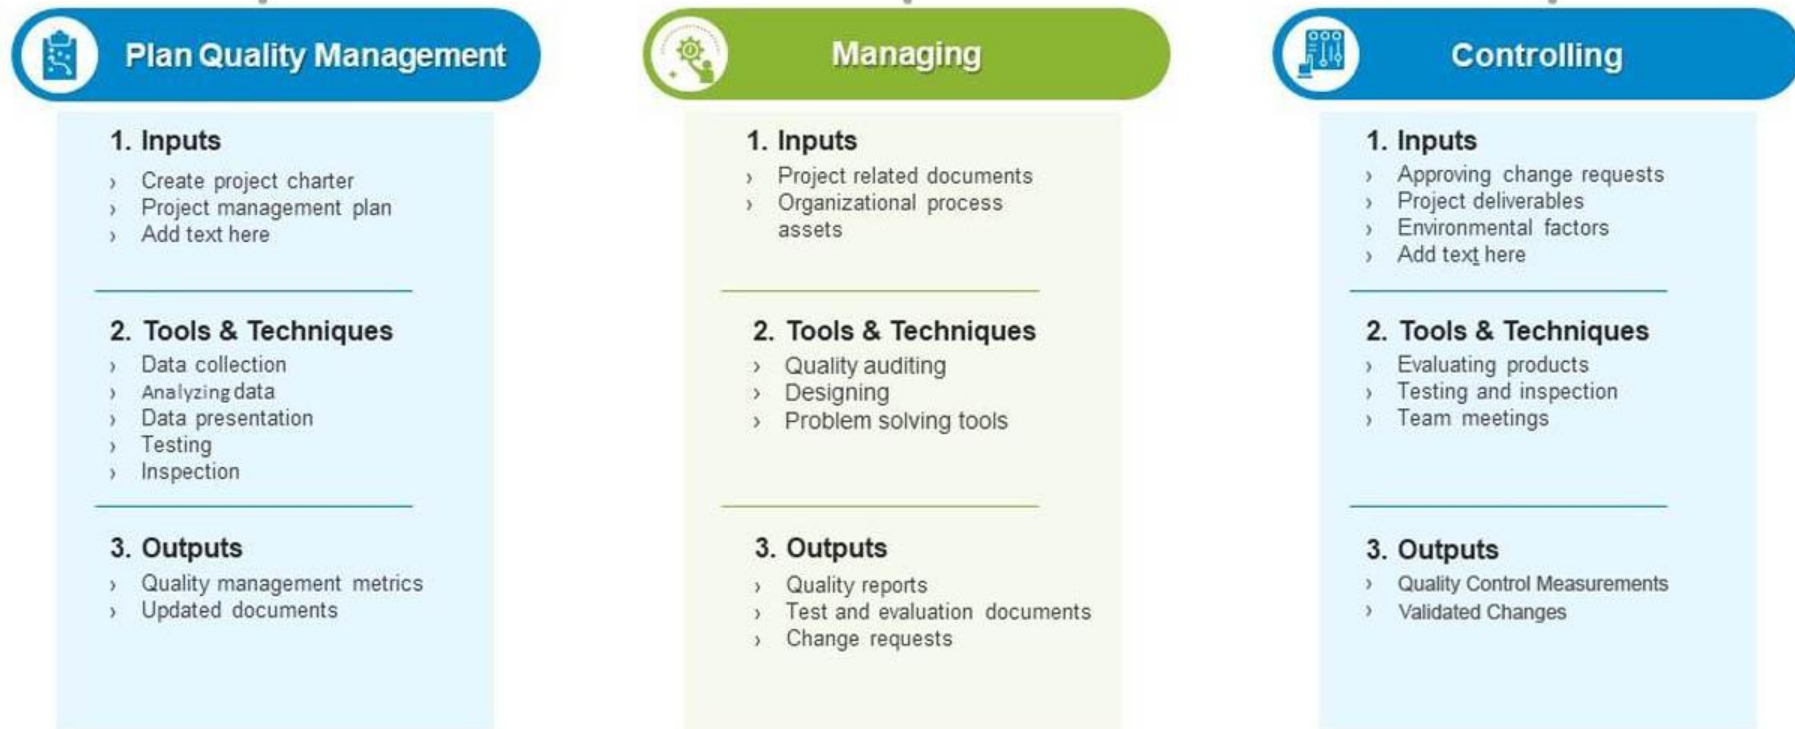 Plan Quality Management
1. Inputs
› Create project charter
› Project management plan
› Add text here
2. Tools & Techniques
› Data collection
› Analyzing data
› Data presentation
› Testing
› Inspection
3. Outputs
› Quality management metrics
› Updated documents
Managing
1. Inputs
› Project related documents
› Organizational process
assets
2. Tools & Techniques
› Quality auditing
› Designing
› Problem solving tools
3. Outputs
› Quality reports
› Test and evaluation documents
› Change requests
Controlling
1. Inputs
› Approving change requests
› Project deliverables
› Environmental factors
› Add text here
2. Tools & Techniques
› Evaluating products
› Testing and inspection
› Team meetings
3. Outputs
› Quality Control Measurements
› Validated Changes